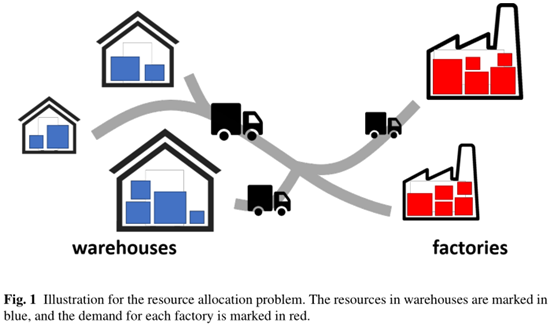 warehouses
factories
Fig. 1 Illustration for the resource allocation problem. The resources in warehouses are marked in
blue, and the demand for each factory is marked in red.